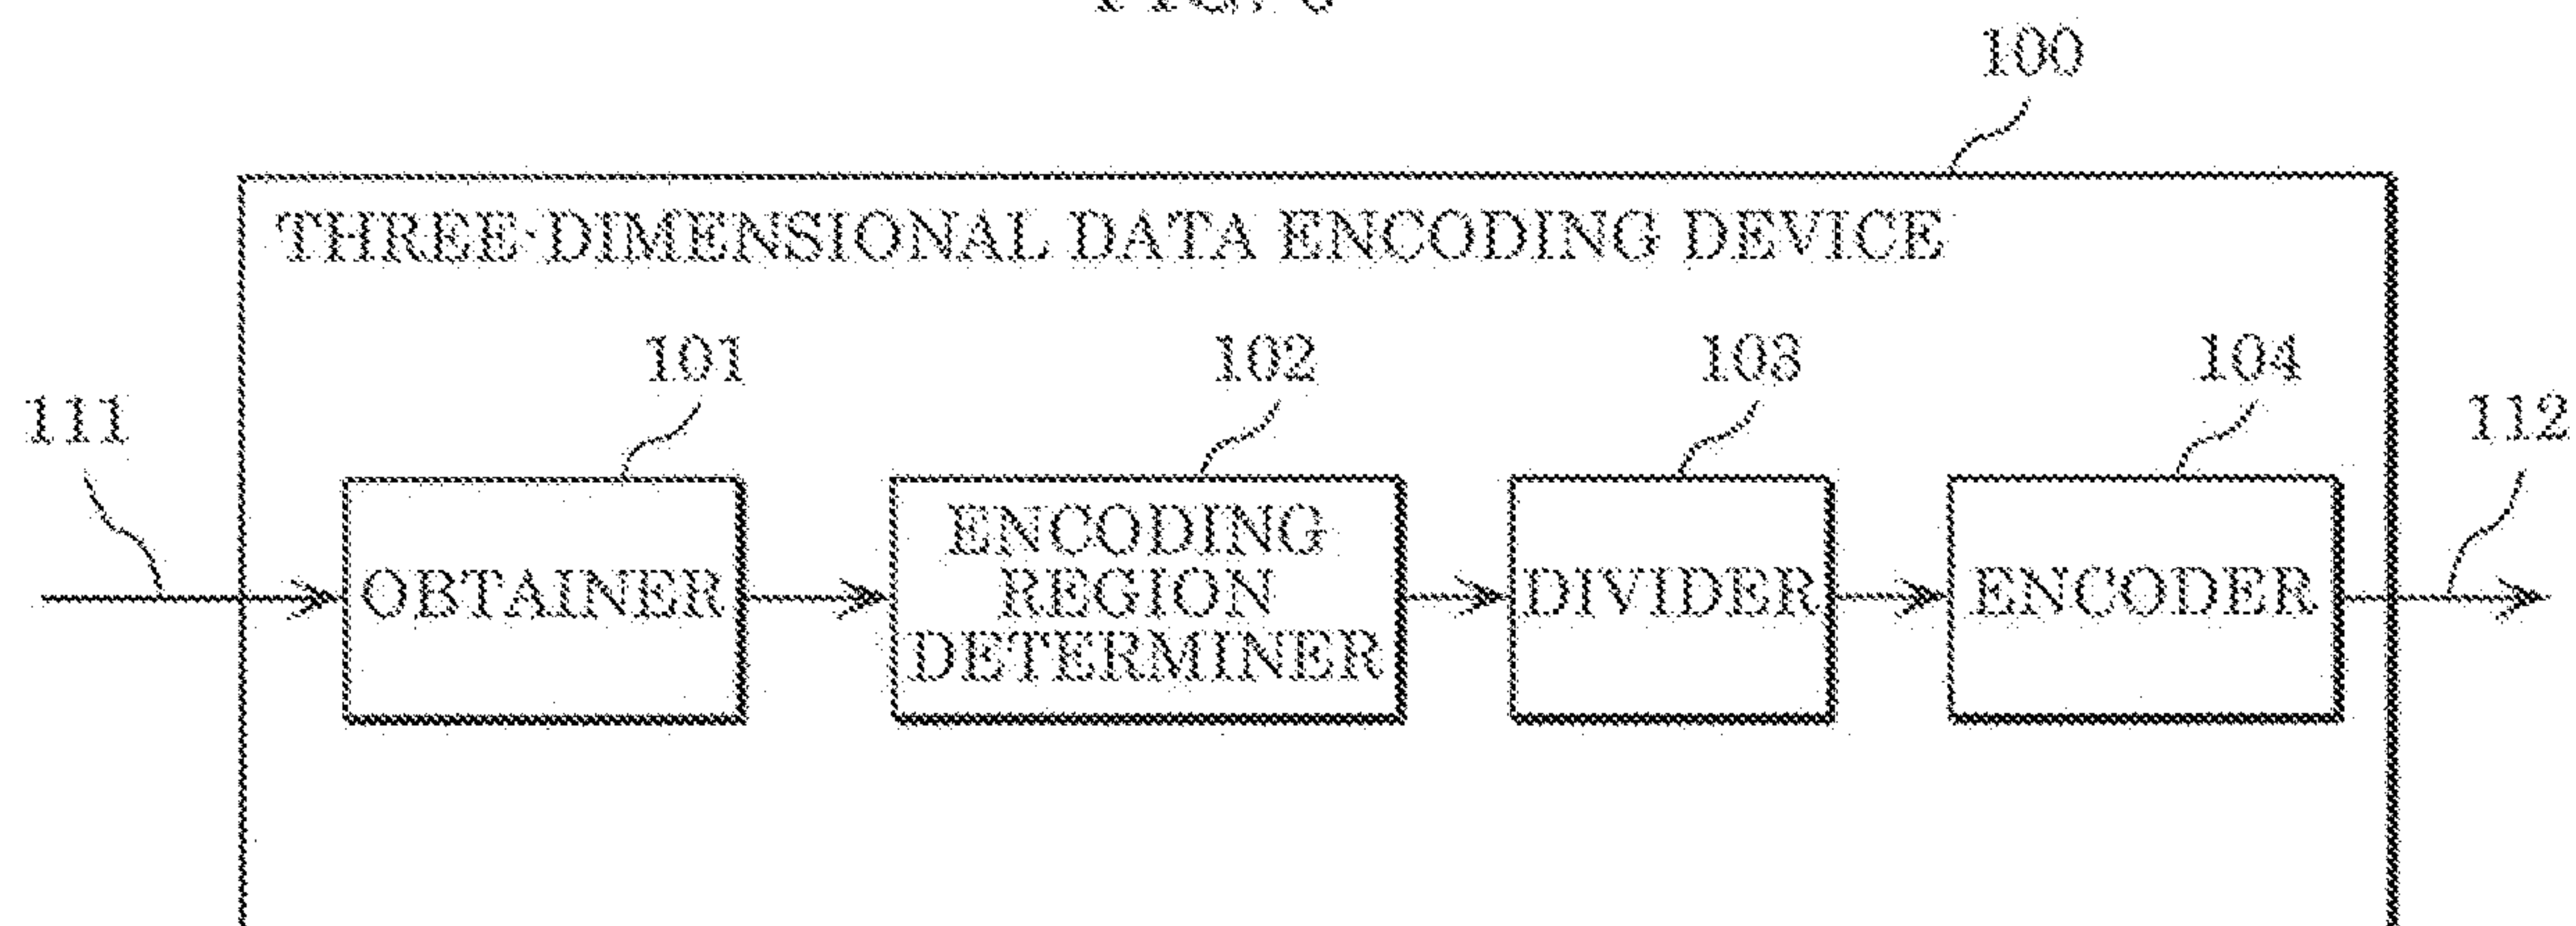 100
THREE-DIMENSIONAL DATA ENCODING DEVICE
101
102
103
104
111
112
OBTAINER
ENCODING
REGION
DETERMINER
DIVIDER
ENCODER